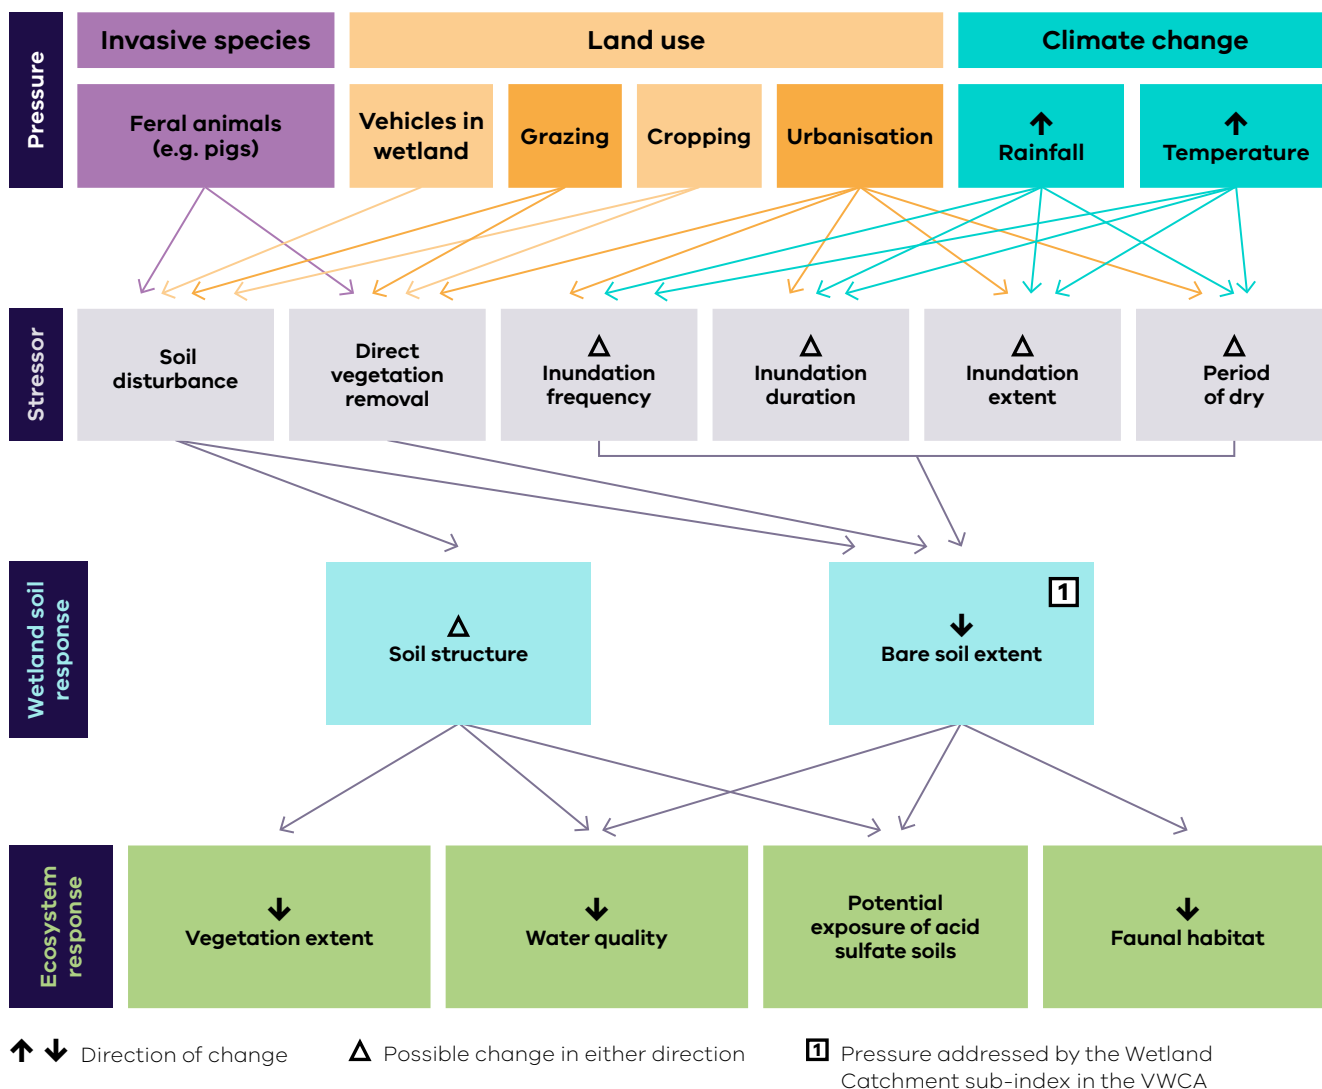 Pressure
Invasive species
Land use
Climate change
Feral animals
(e.g. pigs)
Vehicles in
wetland
Grazing
Cropping
Urbanisation
↑
Rainfall
↑
Temperature
Stressor
Soil
disturbance
Direct
vegetation
removal
Δ
Inundation
frequency
Δ
Inundation
duration
Δ
Inundation
extent
Δ
Period
of dry
Wetland soil
response
Δ
Soil structure
1
↓
Bare soil extent
Ecosystem
response
↓
Vegetation extent
↓
Water quality
Potential
exposure of acid
sulfate soils
↓
Faunal habitat
↑ ↓ Direction of change
Δ Possible change in either direction
1 Pressure addressed by the Wetland
Catchment sub-index in the VWCA